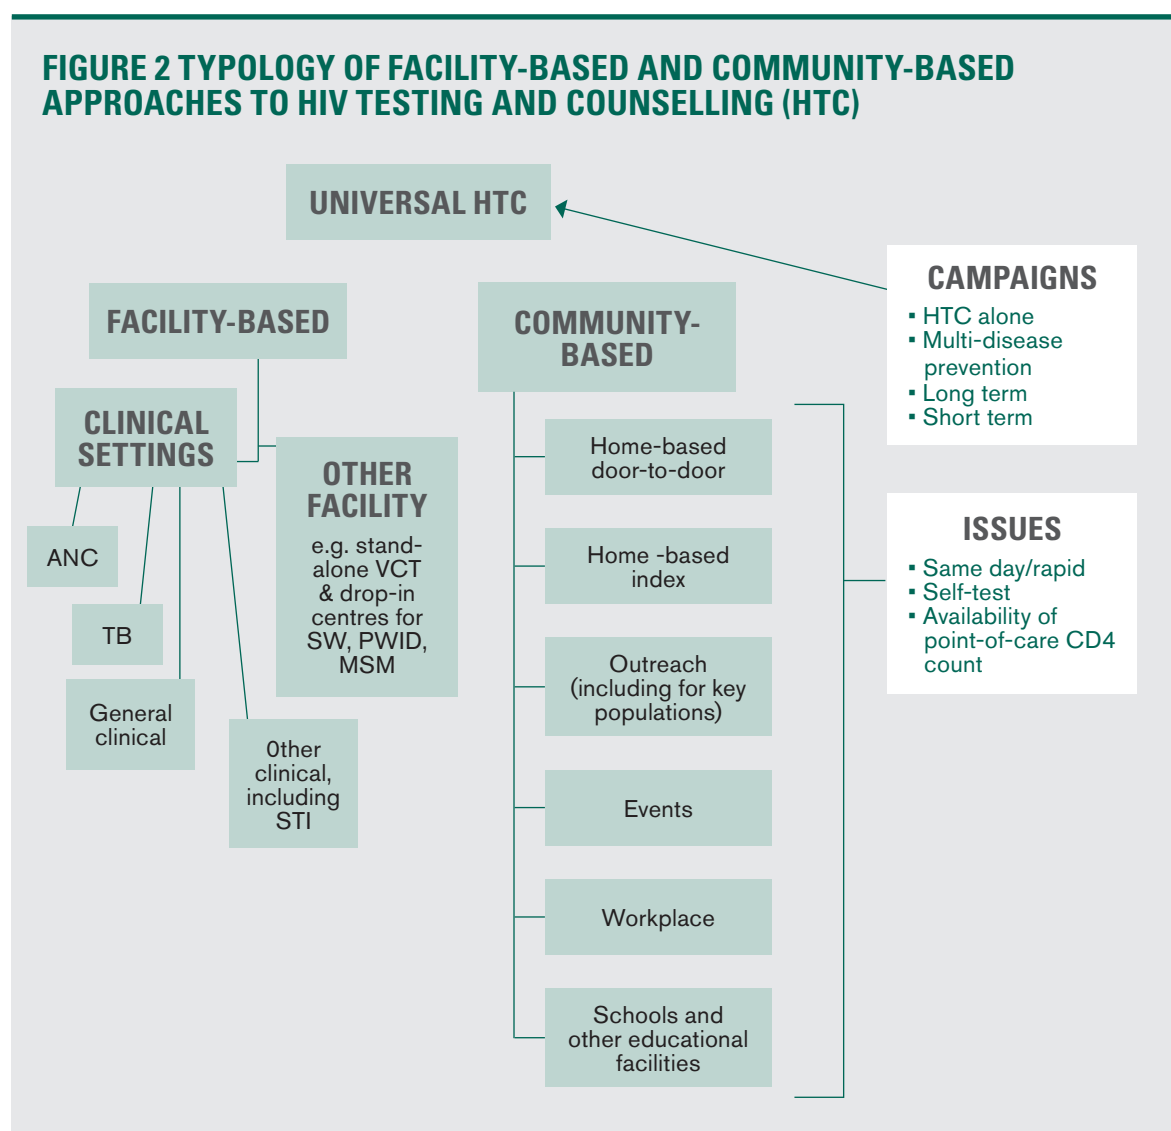 FIGURE 2 TYPOLOGY OF FACILITY-BASED AND COMMUNITY-BASED
APPROACHES TO HIV TESTING AND COUNSELLING (HTC)
UNIVERSAL HTC
CAMPAIGNS
▪ HTC alone
▪ Multi-disease
prevention
▪ Long term
▪ Short term
FACILITY-BASED
CLINICAL
SETTINGS
ANC
TB
General
clinical
0ther
clinical,
including
STI
OTHER
FACILITY
e.g. stand-
alone VCT
& drop-in
centres for
SW, PWID,
MSM
COMMUNITY-
BASED
Home-based
door-to-door
Home -based
index
Outreach
(including for key
populations)
Events
Workplace
Schools and
other educational
facilities
ISSUES
▪ Same day/rapid
▪ Self-test
▪ Availability of
point-of-care CD4
count